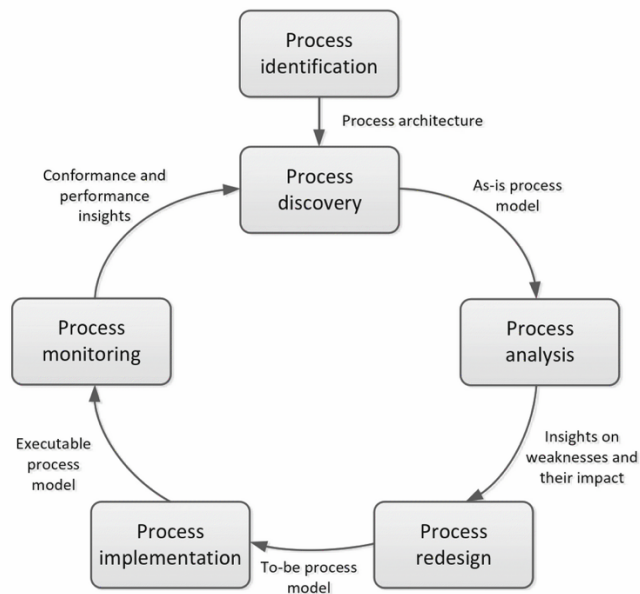 Process
identification
Process architecture
Process
discovery
As-is process
model
Process
analysis
Insights on
weaknesses and
their impact
Process
redesign
To-be process
model
Process
implementation
Executable
process
model
Process
monitoring
Conformance and
performance
insights